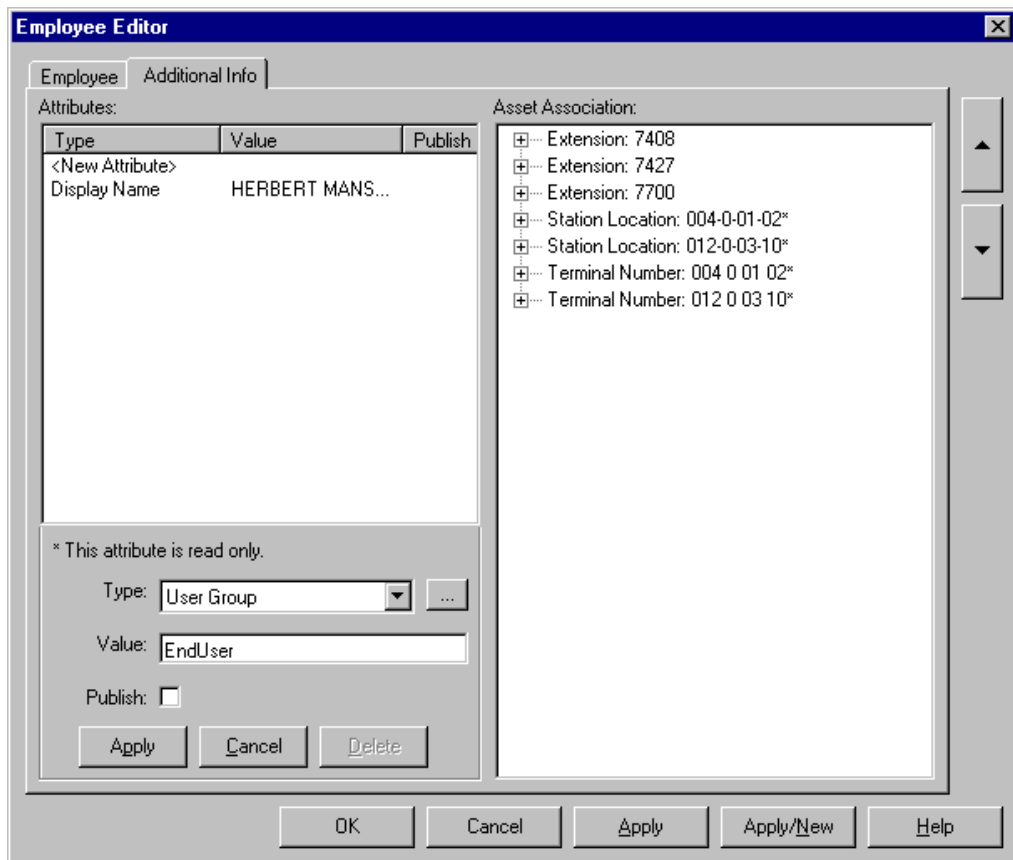 Employee Editor
Employee
Additional Info
Attributes:
Type Value Publish
<New Attribute>
Display Name HERBERT MANS...
* This attribute is read only.
Type: User Group ...
Value: EndUser
Publish:
Apply Cancel Delete
Asset Association:
Extension: 7408
Extension: 7427
Extension: 7700
Station Location: 004-0-01-02*
Station Location: 012-0-03-10*
Terminal Number: 004 0 01 02*
Terminal Number: 012 0 03 10*
OK Cancel Apply Apply/New Help